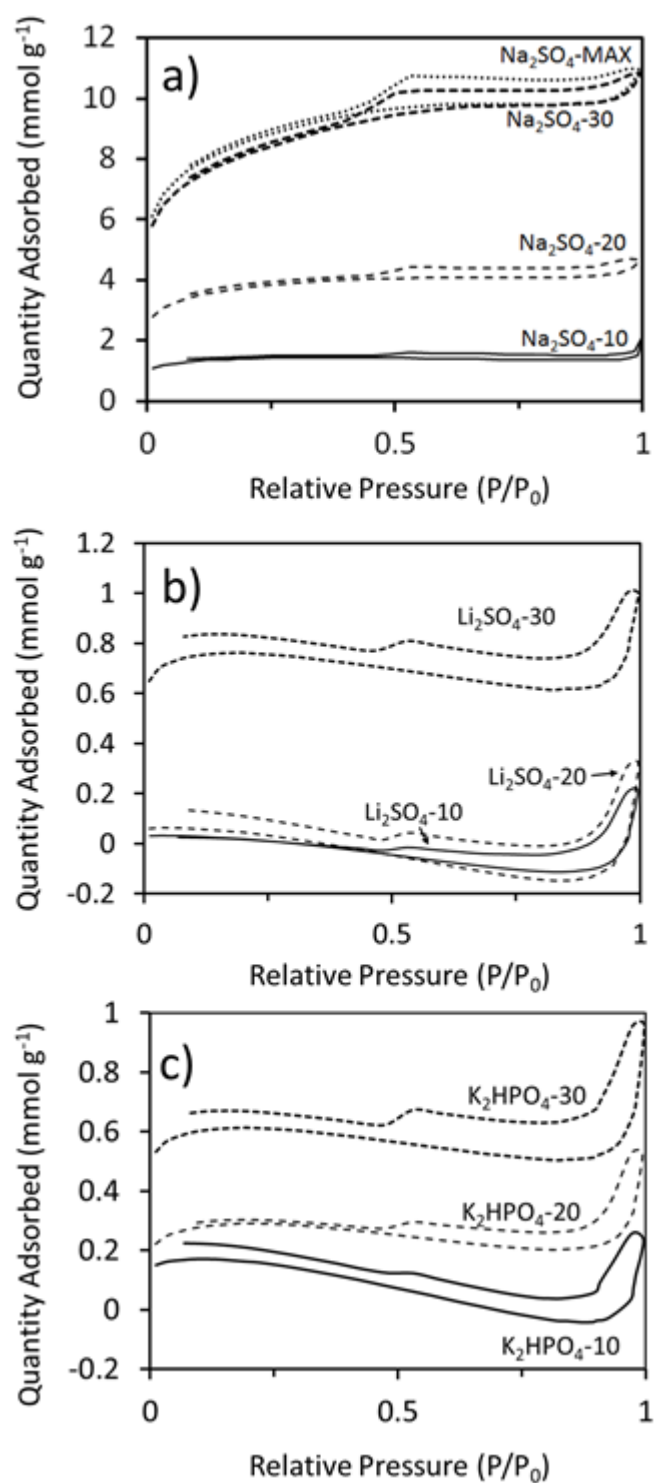 a)
Quantity Adsorbed (mmol g⁻¹)
12
10
8
6
4
2
0
Na₂SO₄-MAX
Na₂SO₄-30
Na₂SO₄-20
Na₂SO₄-10
0 0.5 1
Relative Pressure (P/P₀)
b)
Quantity Adsorbed (mmol g⁻¹)
1.2
1
0.8
0.6
0.4
0.2
0
-0.2
Li₂SO₄-30
Li₂SO₄-20
Li₂SO₄-10
0 0.5 1
Relative Pressure (P/P₀)
c)
Quantity Adsorbed (mmol g⁻¹)
1
0.8
0.6
0.4
0.2
0
-0.2
K₂HPO₄-30
K₂HPO₄-20
K₂HPO₄-10
0 0.5 1
Relative Pressure (P/P₀)